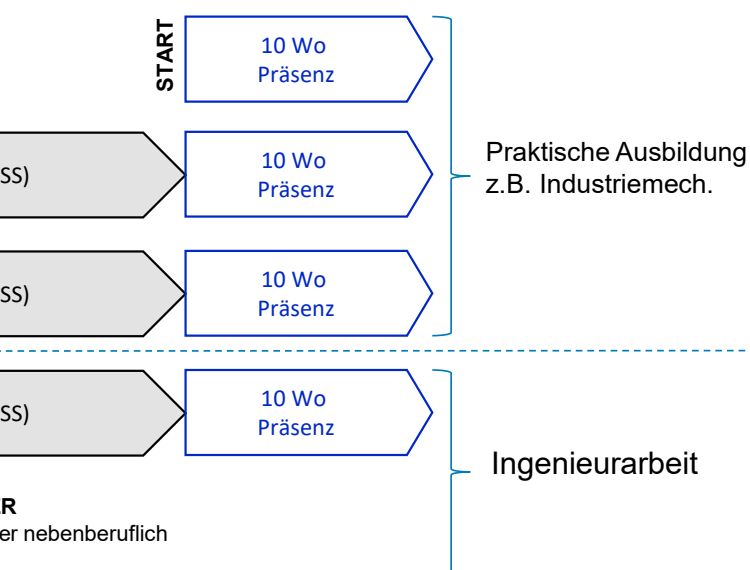 START
10 Wo
Präsenz
SS)
10 Wo
Präsenz
Praktische Ausbildung
z.B. Industriemech.
SS)
10 Wo
Präsenz
SS)
10 Wo
Präsenz
Ingenieurarbeit
ER
er nebenberuflich